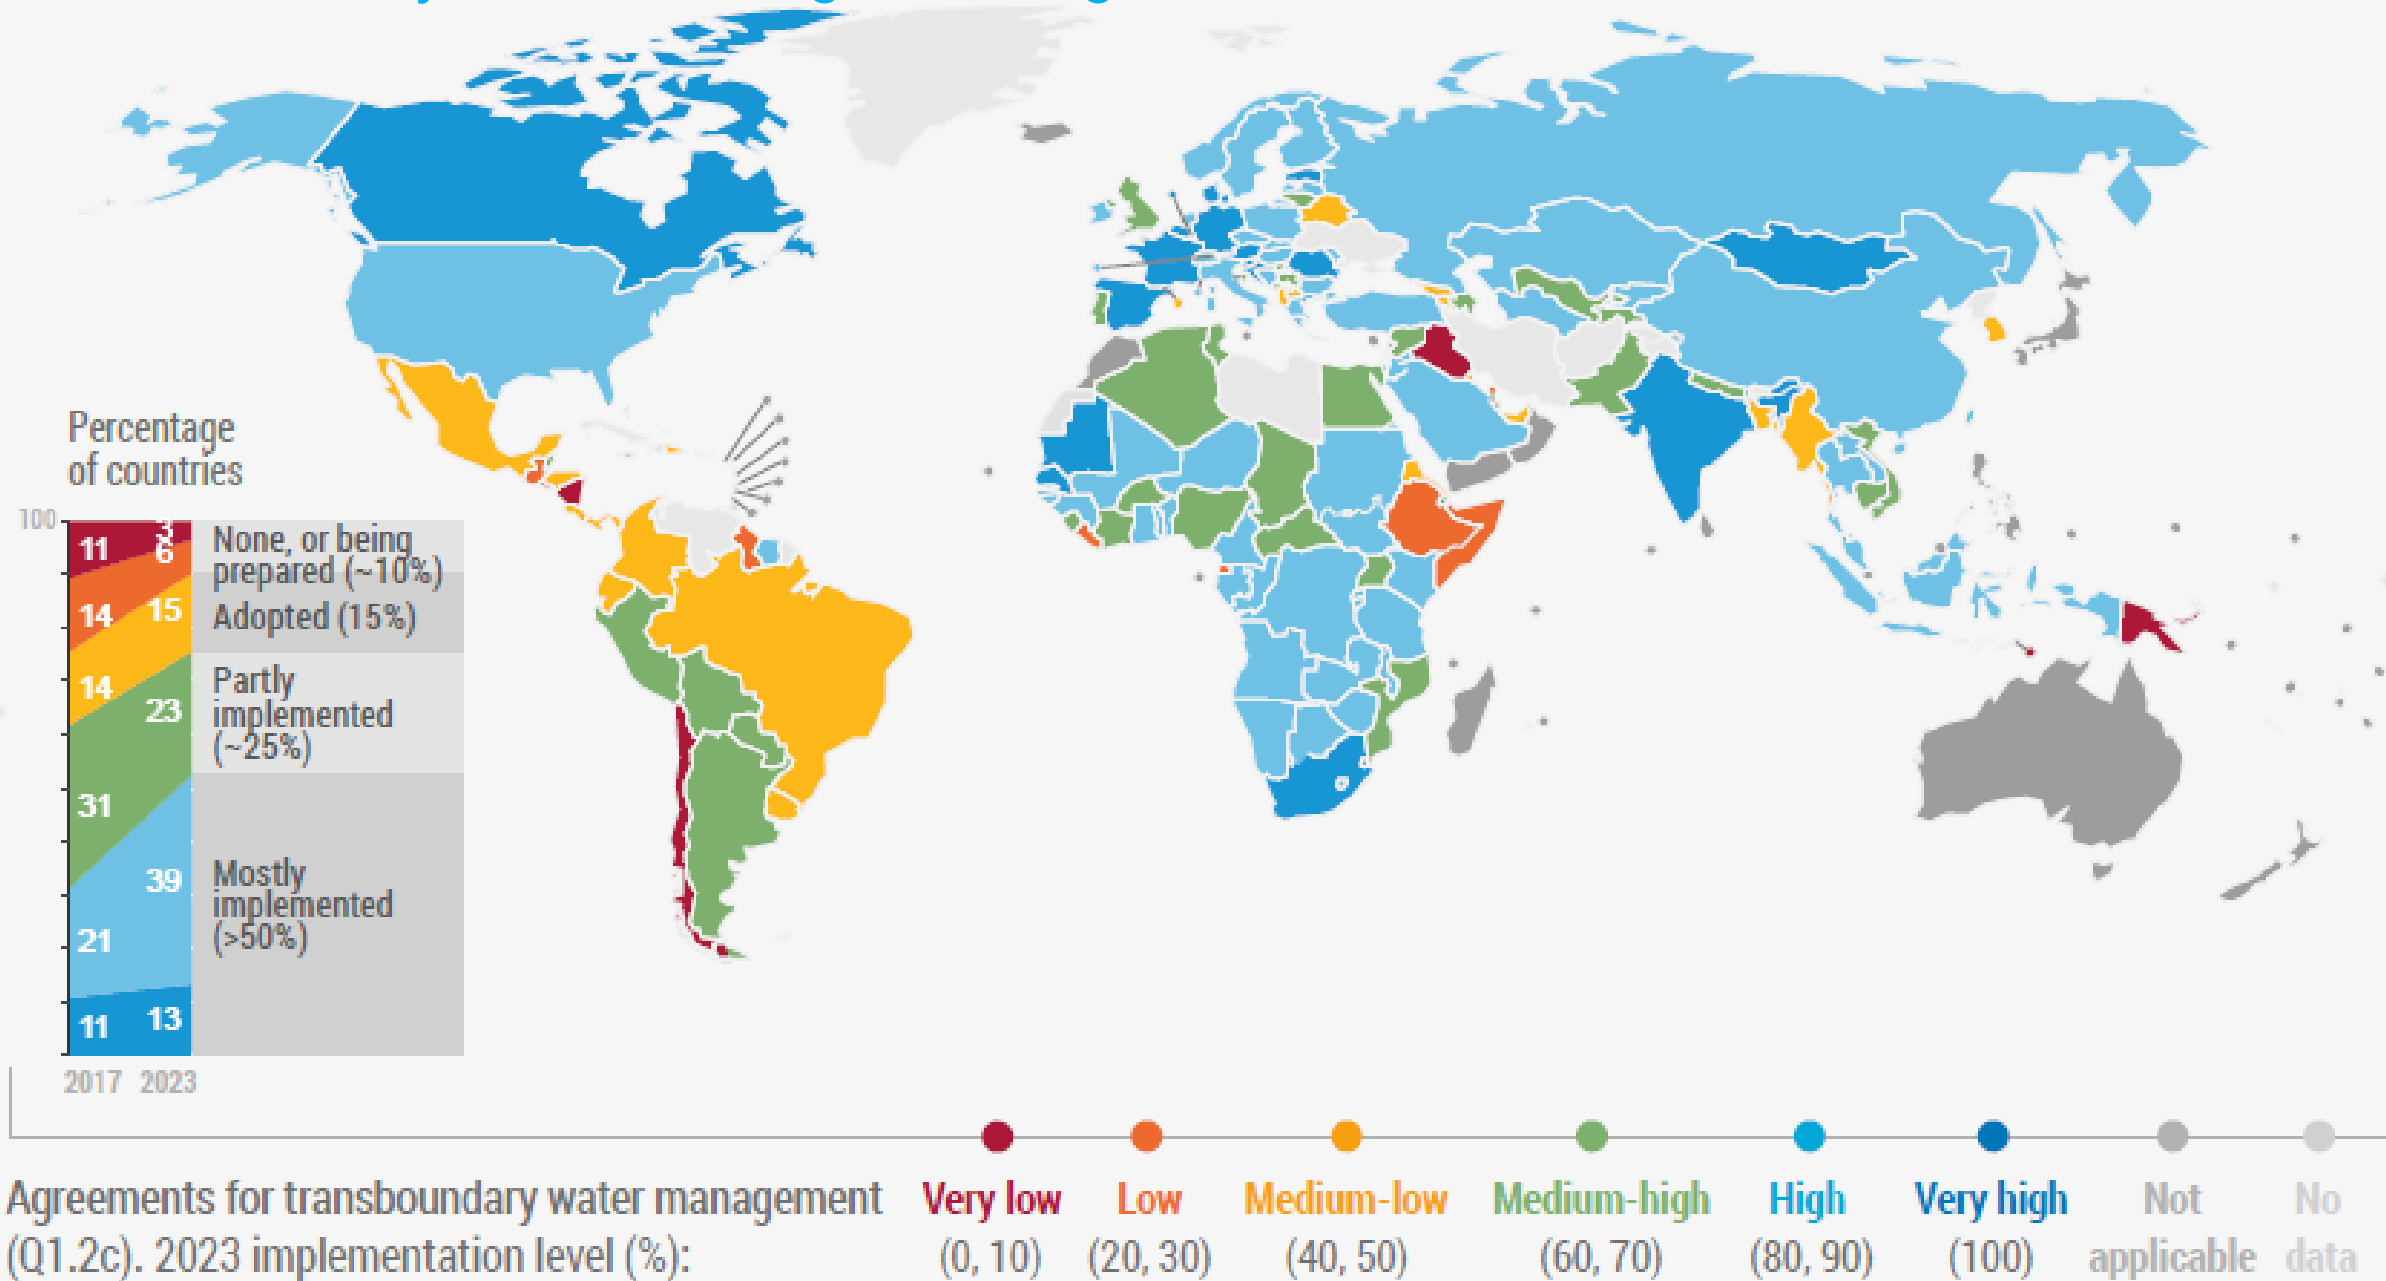 Percentage
of countries
100
11
14
14
31
21
11
3
6
15
23
39
13
None, or being
prepared (~10%)
Adopted (15%)
Partly
implemented
(~25%)
Mostly
implemented
(>50%)
2017 2023
Agreements for transboundary water management
(Q1.2c). 2023 implementation level (%):
Very low
(0, 10)
Low
(20, 30)
Medium-low
(40, 50)
Medium-high
(60, 70)
High
(80, 90)
Very high
(100)
Not
applicable
No
data